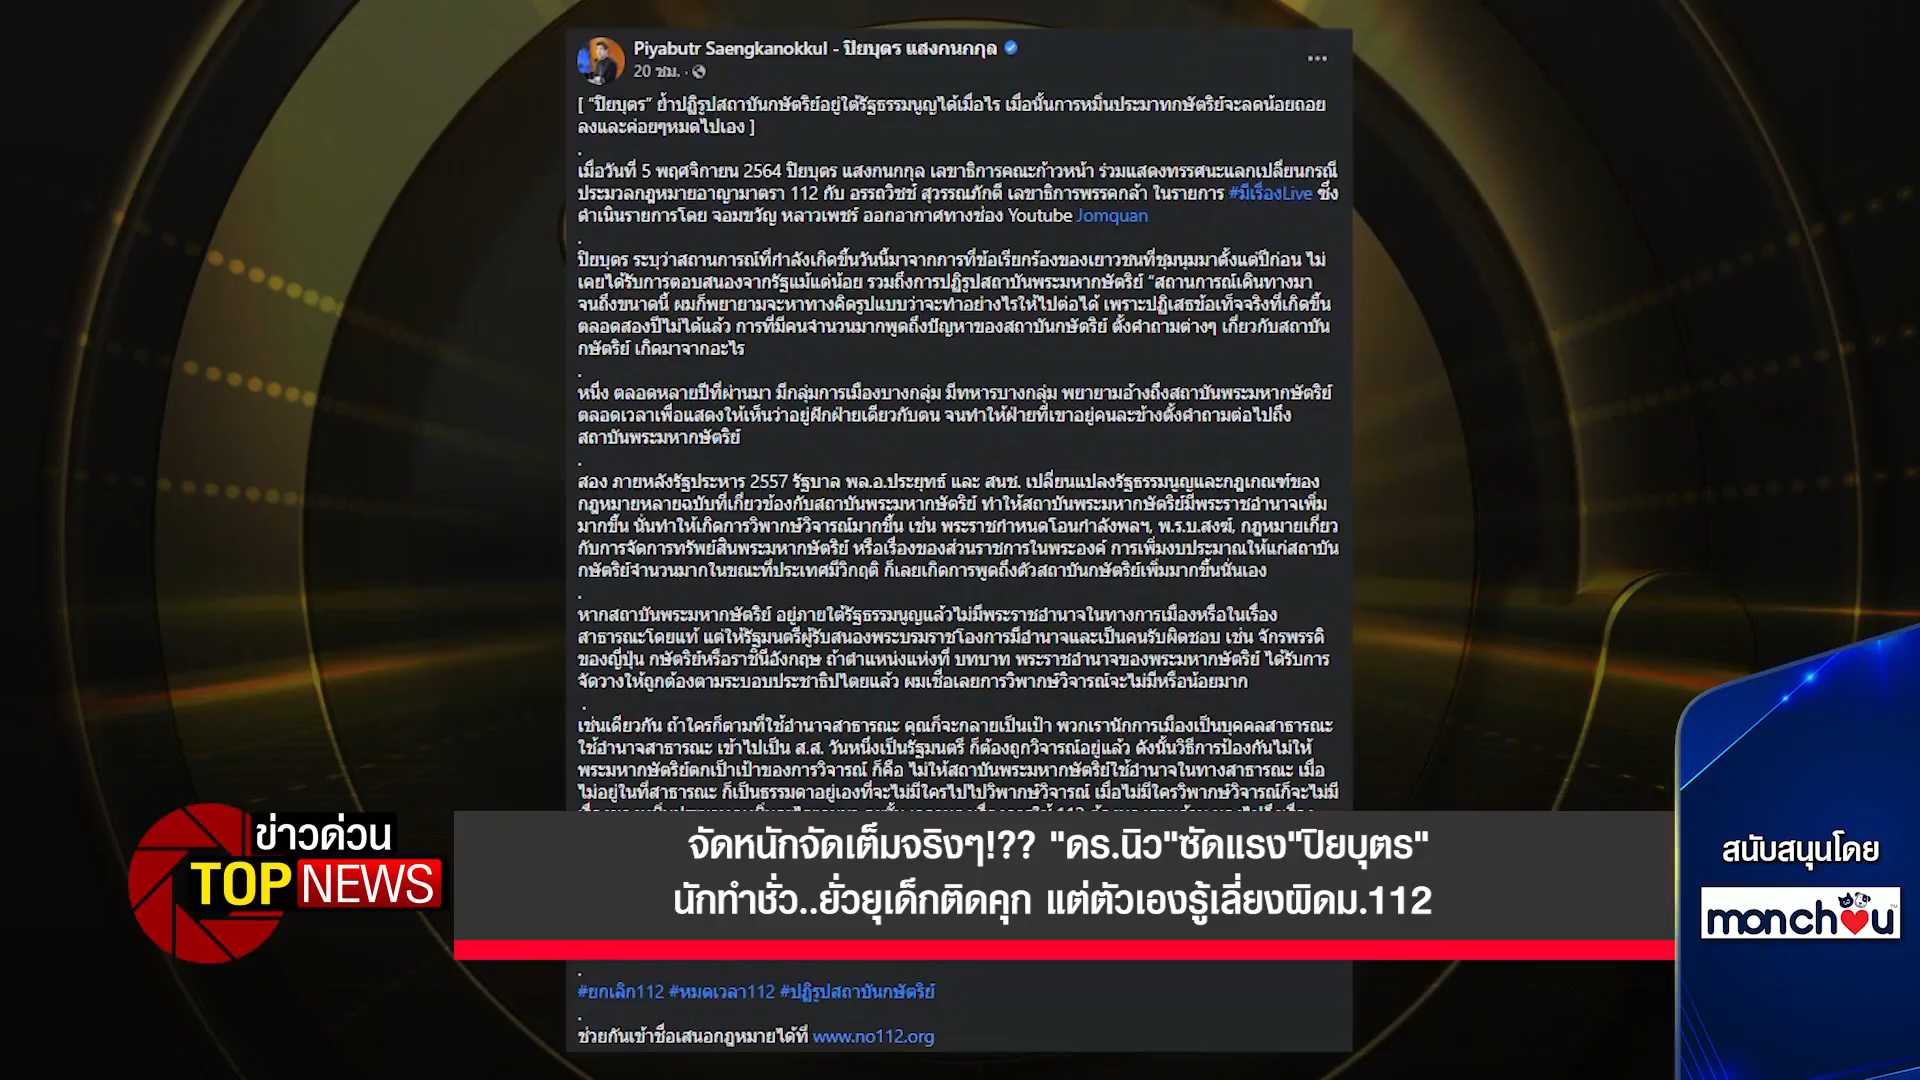 Piyabutr Saengkanokkul - ปิยบุตร แสงกนกกุล
20 ชม. ·
[ “ปิยบุตร” ย้ำปฏิรูปสถาบันกษัตริย์อยู่ใต้รัฐธรรมนูญได้เมื่อไร เมื่อนั้นการหมิ่นประมาทกษัตริย์จะลดน้อยถอย
ลงและค่อยๆหมดไปเอง ]
.
เมื่อวันที่ 5 พฤศจิกายน 2564 ปิยบุตร แสงกนกกุล เลขาธิการคณะก้าวหน้า ร่วมแสดงทรรศนะแลกเปลี่ยนกรณี
ประมวลกฎหมายอาญามาตรา 112 กับ อรรถวิชช์ สุวรรณภักดี เลขาธิการพรรคกล้า ในรายการ #มีเรื่องLive ซึ่ง
ดำเนินรายการโดย จอมขวัญ หลาวเพชร์ ออกอากาศทางช่อง Youtube Jomquan
.
ปิยบุตร ระบุว่าสถานการณ์ที่กำลังเกิดขึ้นวันนี้มาจากการที่ข้อเรียกร้องของเยาวชนที่ชุมนุมมาตั้งแต่ปีก่อน ไม่
เคยได้รับการตอบสนองจากรัฐแม้แต่น้อย รวมถึงการปฏิรูปสถาบันพระมหากษัตริย์ “สถานการณ์เดินทางมา
จนถึงขนาดนี้ ผมก็พยายามจะหาทางคิดรูปแบบว่าจะทำอย่างไรให้ไปต่อได้ เพราะปฏิเสธข้อเท็จจริงที่เกิดขึ้น
ตลอดสองปีไม่ได้แล้ว การที่มีคนจำนวนมากพูดถึงปัญหาของสถาบันกษัตริย์ ตั้งคำถามต่างๆ เกี่ยวกับสถาบัน
กษัตริย์ เกิดมาจากอะไร
.
หนึ่ง ตลอดหลายปีที่ผ่านมา มีกลุ่มการเมืองบางกลุ่ม มีทหารบางกลุ่ม พยายามอ้างถึงสถาบันพระมหากษัตริย์
ตลอดเวลาเพื่อแสดงให้เห็นว่าอยู่ฝักฝ่ายเดียวกับตน จนทำให้ฝ่ายที่เขาอยู่คนละข้างตั้งคำถามต่อไปถึง
สถาบันพระมหากษัตริย์
.
สอง ภายหลังรัฐประหาร 2557 รัฐบาล พล.อ.ประยุทธ์ และ สนช. เปลี่ยนแปลงรัฐธรรมนูญและกฎเกณฑ์ของ
กฎหมายหลายฉบับที่เกี่ยวข้องกับสถาบันพระมหากษัตริย์ ทำให้สถาบันพระมหากษัตริย์มีพระราชอำนาจเพิ่ม
มากขึ้น นั่นทำให้เกิดการวิพากษ์วิจารณ์มากขึ้น เช่น พระราชกำหนดโอนกำลังพลฯ, พ.ร.บ.สงฆ์, กฎหมายเกี่ยว
กับการจัดการทรัพย์สินพระมหากษัตริย์ หรือเรื่องของส่วนราชการในพระองค์ การเพิ่มงบประมาณให้แก่สถาบัน
กษัตริย์จำนวนมากในขณะที่ประเทศมีวิกฤติ ก็เลยเกิดการพูดถึงตัวสถาบันกษัตริย์เพิ่มมากขึ้นนั่นเอง
.
หากสถาบันพระมหากษัตริย์ อยู่ภายใต้รัฐธรรมนูญแล้วไม่มีพระราชอำนาจในทางการเมืองหรือในเรื่อง
สาธารณะโดยแท้ แต่ให้รัฐมนตรีผู้รับสนองพระบรมราชโองการมีอำนาจและเป็นคนรับผิดชอบ เช่น จักรพรรดิ
ของญี่ปุ่น กษัตริย์หรือราชินีอังกฤษ ถ้าตำแหน่งแห่งที่ บทบาท พระราชอำนาจของพระมหากษัตริย์ ได้รับการ
จัดวางให้ถูกต้องตามระบอบประชาธิปไตยแล้ว ผมเชื่อเลยการวิพากษ์วิจารณ์จะไม่มีหรือน้อยมาก
.
เช่นเดียวกัน ถ้าใครก็ตามที่ใช้อำนาจสาธารณะ คุณก็จะกลายเป็นเป้า พวกเรานักการเมืองเป็นบุคคลสาธารณะ
ใช้อำนาจสาธารณะ เข้าไปเป็น ส.ส. วันหนึ่งเป็นรัฐมนตรี ก็ต้องถูกวิจารณ์อยู่แล้ว ดังนั้นวิธีการป้องกันไม่ให้
พระมหากษัตริย์ตกเป็าเป้าของการวิจารณ์ ก็คือ ไม่ให้สถาบันพระมหากษัตริย์ใช้อำนาจในทางสาธารณะ เมื่อ
ไม่อยู่ในที่สาธารณะ ก็เป็นธรรมดาอยู่เองที่จะไม่มีใครไปไปวิพากษ์วิจารณ์ เมื่อไม่มีใครวิพากษ์วิจารณ์ก็จะไม่มี
ข่าวด่วน
TOP NEWS
จัดหนักจัดเต็มจริงๆ!?? "ดร.นิว"ซัดแรง"ปิยบุตร"
นักทำชั่ว..ยั่วยุเด็กติดคุก แต่ตัวเองรู้เลี่ยงผิดม.112
สนับสนุนโดย
monchou
.
#ยกเลิก112 #หมดเวลา112 #ปฏิรูปสถาบันกษัตริย์
.
ช่วยกันเข้าชื่อเสนอกฎหมายได้ที่ www.no112.org